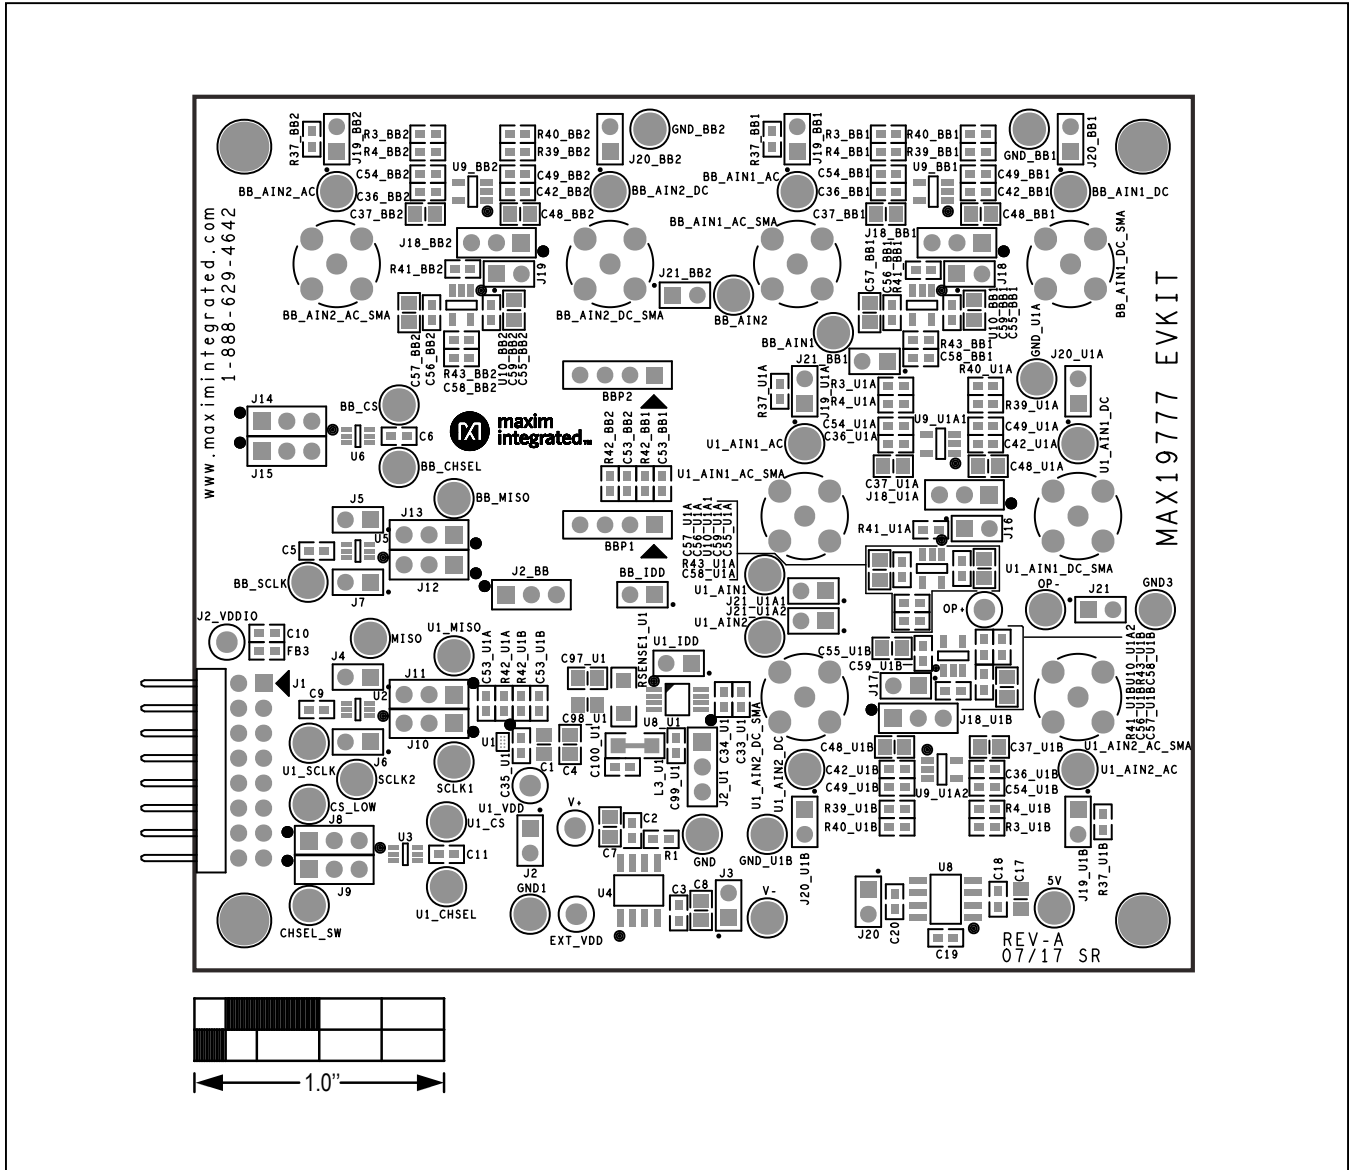 R37_BB2
J19_BB2
R3_BB2
R4_BB2
C54_BB2
C36_BB2
C37_BB2
U9_BB2
R40_BB2
R39_BB2
C49_BB2
C42_BB2
C48_BB2
GND_BB2
J20_BB2
BB_AIN2_AC
BB_AIN2_DC
R37_BB1
J19_BB1
R3_BB1
R4_BB1
C54_BB1
C36_BB1
C37_BB1
U9_BB1
R40_BB1
R39_BB1
C49_BB1
C42_BB1
C48_BB1
GND_BB1
J20_BB1
BB_AIN1_AC
BB_AIN1_DC
www.maximintegrated.com
1-888-629-4642
J18_BB2
R41_BB2
J19
BB_AIN1_AC_SMA
J21_BB2
BB_AIN2
BB_AIN2_AC_SMA
BB_AIN2_DC_SMA
C57_BB2
C56_BB2
R43_BB2
C58_BB2
U10_BB2
C59_BB2
C55_BB2
J18_BB1
C57_BB1
C56_BB1
R41_BB1
J18
U10_BB1
C59_BB1
C55_BB1
R43_BB1
C58_BB1
BB_AIN1_DC_SMA
MAX19777 EVKIT
BB_AIN1
J21_BB1
GND_U1A
J20_U1A
BBP2
R42_BB2
C53_BB2
R42_BB1
C53_BB1
BBP1
maxim
integrated™
J14
J15
BB_CS
U6
C6
BB_CHSEL
BB_MISO
R37_U1A
J19_U1A
R3_U1A
R4_U1A
C54_U1A
C36_U1A
C37_U1A
R40_U1A
R39_U1A
C49_U1A
C42_U1A
C48_U1A
U9_U1A1
U1_AIN1_AC
U1_AIN1_DC
U1_AIN1_AC_SMA
J18_U1A
R41_U1A
J16
U1_AIN1_DC_SMA
C57_U1A
C56_U1A
U10_U1A1
C59_U1A
C55_U1A
R43_U1A
C58_U1A
J5
J13
U5
C5
J12
J7
BB_SCLK
J2_BB
BB_IDD
U1_AIN1
J21_U1A1
J21_U1A2
U1_AIN2
OP+
OP-
J21
GND3
J2_VDDIO
C10
FB3
MISO
U1_MISO
J1
J4
J11
U2
C9
J10
J6
U1_SCLK
SCLK2
SCLK1
C53_U1A
R42_U1A
R42_U1B
C53_U1B
C97_U1
C98_U1
RSENSE1_U1
U1_IDD
U8_U1
C34_U1
C33_U1
U1
C35_U1
C1
C4
C100_U1
L3_U1
C99_U1
J2_U1
U1_AIN2_DC_SMA
U1_AIN2_DC
C55_U1B
C59_U1B
J17
J18_U1B
R41_U1BU10_U1A2
C56_U1BR43_U1B
C57_U1BC58_U1B
U1_AIN2_AC_SMA
U1_AIN2_AC
C48_U1B
C42_U1B
C49_U1B
R39_U1B
R40_U1B
U9_U1A2
C37_U1B
C36_U1B
C54_U1B
R4_U1B
R3_U1B
J19_U1B
R37_U1B
CS_LOW
J8
U3
C11
J9
CHSEL_SW
U1_CS
U1_CHSEL
U1_VDD
J2
V+
C7
C2
R1
U4
C3
C8
J3
GND
GND_U1B
V-
J20_U1B
GND1
EXT_VDD
J20
C20
U8
C19
C18
C17
5V
REV-A
07/17 SR
1.0”